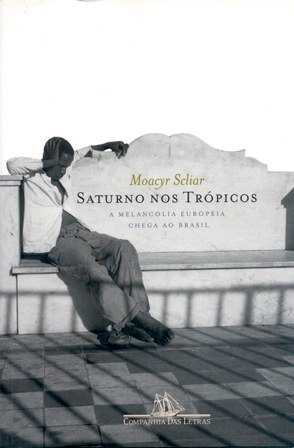 Moacyr Scliar
SATURNO NOS TRÓPICOS
A MELANCOLIA EUROPÉIA
CHEGA AO BRASIL
COMPANHIA DAS LETRAS